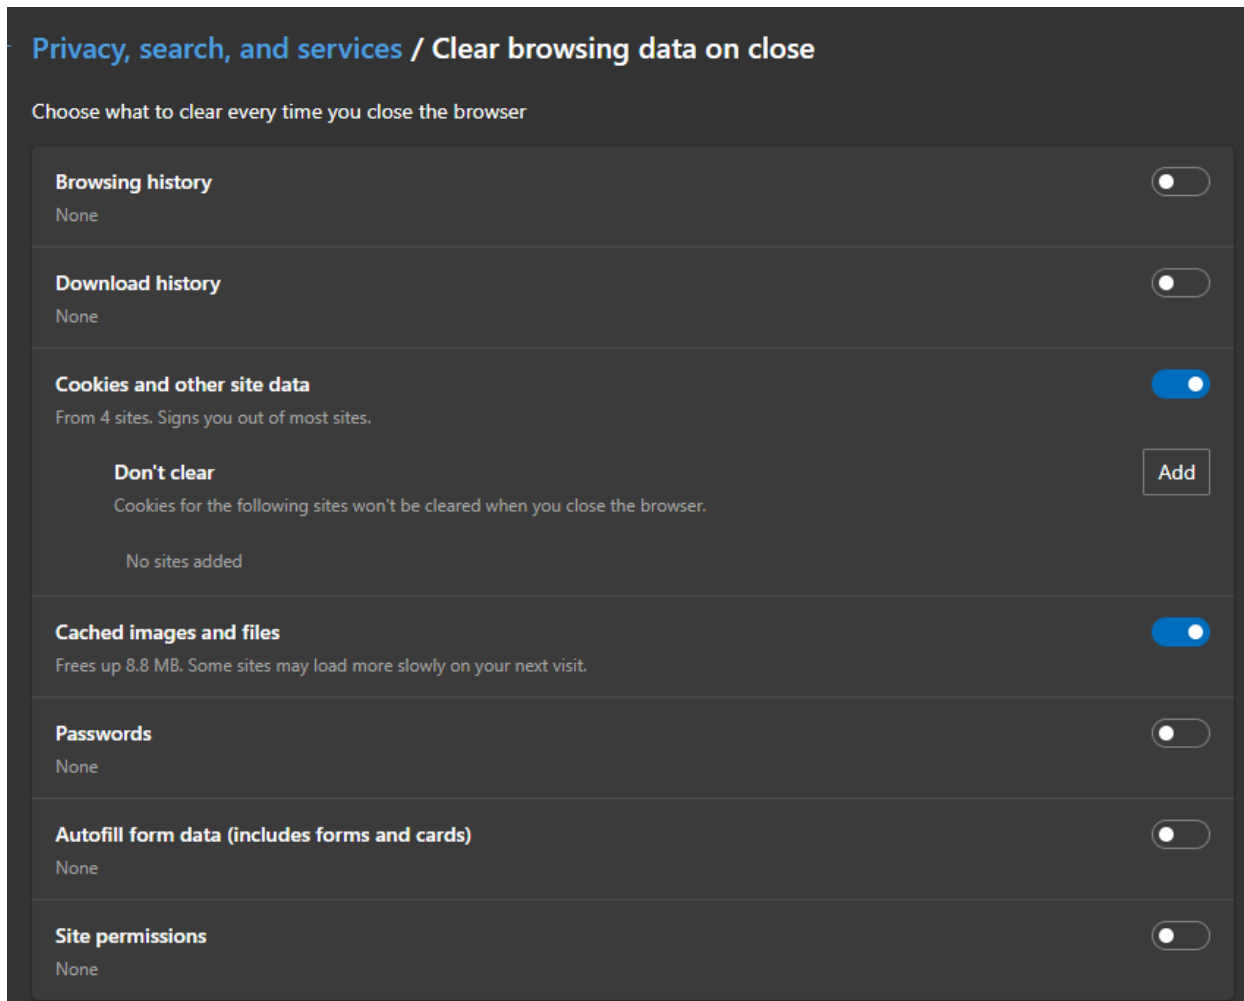 Privacy, search, and services / Clear browsing data on close
Choose what to clear every time you close the browser
Browsing history
None
Download history
None
Cookies and other site data
From 4 sites. Signs you out of most sites.
Don't clear
Add
Cookies for the following sites won't be cleared when you close the browser.
No sites added
Cached images and files
Frees up 8.8 MB. Some sites may load more slowly on your next visit.
Passwords
None
Autofill form data (includes forms and cards)
None
Site permissions
None